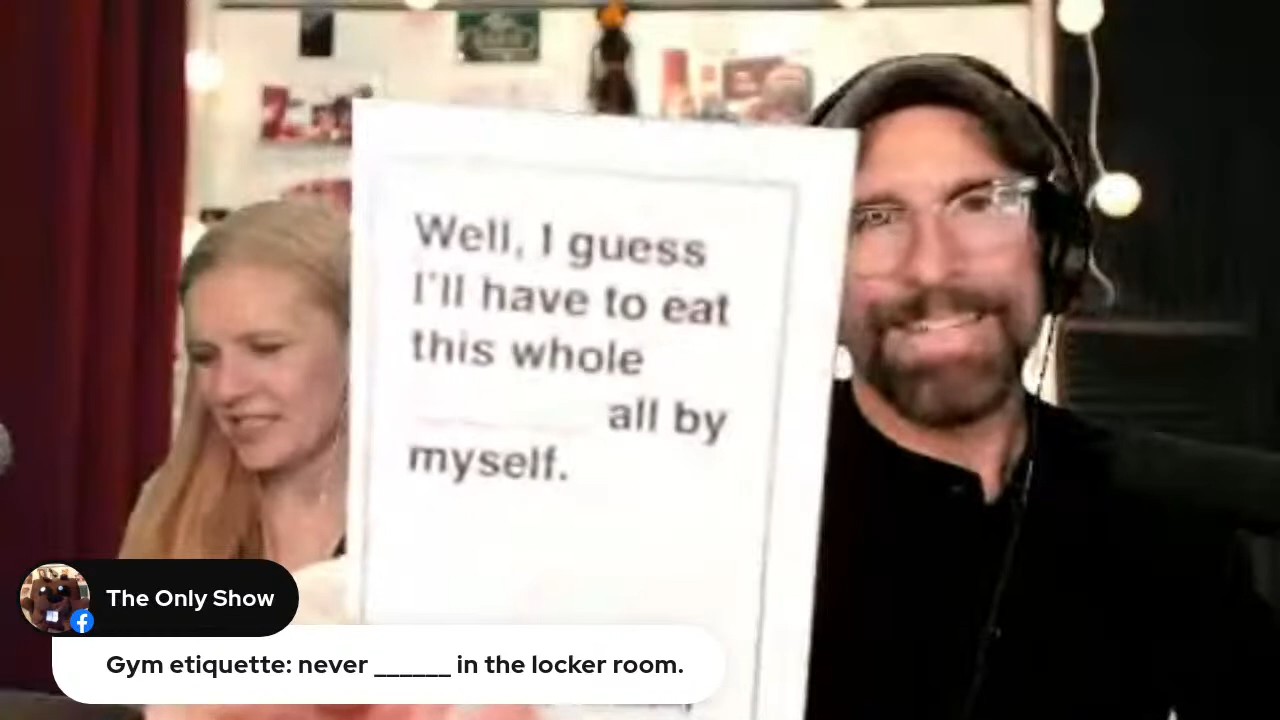 Well, I guess
I'll have to eat
this whole
________ all by
myself.
The Only Show
Gym etiquette: never ______ in the locker room.